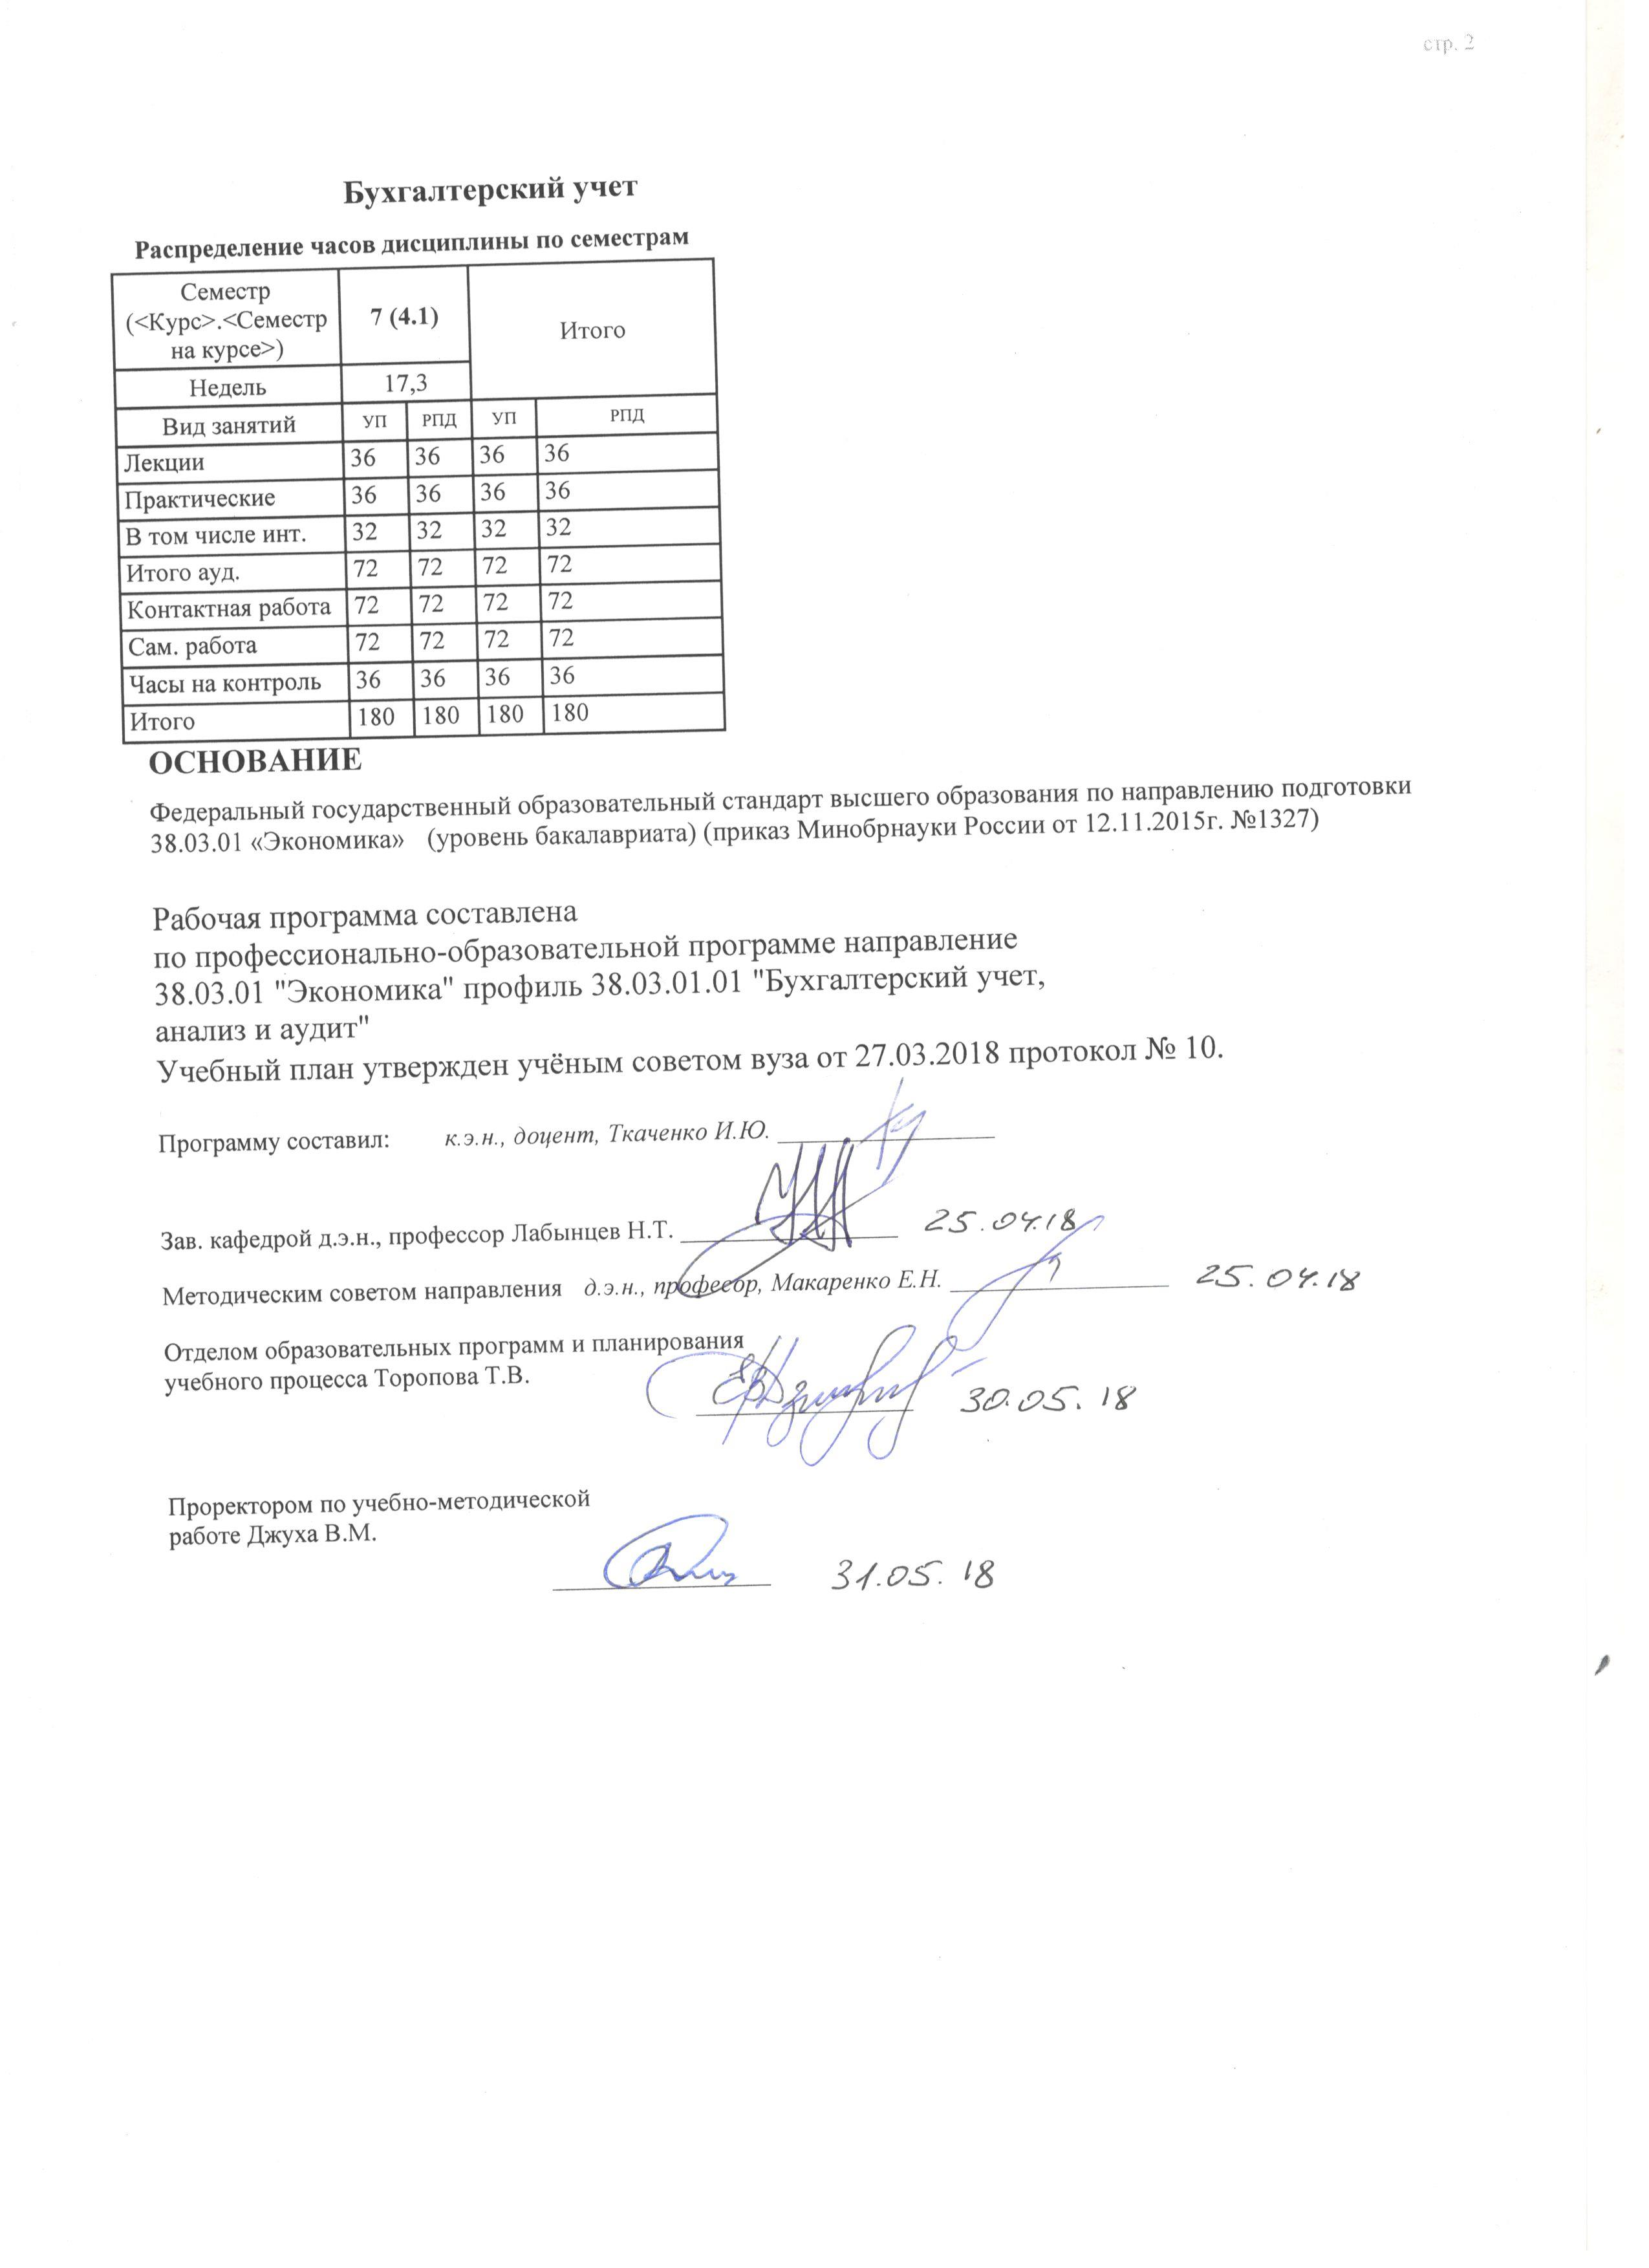 стр. 2
Бухгалтерский учет
Распределение часов дисциплины по семестрам
Семестр
(<Курс>.<Семестр
на курсе>)
7 (4.1)
Итого
Недель 17,3
Вид занятий УП РПД УП РПД
Лекции 36 36 36 36
Практические 36 36 36 36
В том числе инт. 32 32 32 32
Итого ауд. 72 72 72 72
Контактная работа 72 72 72 72
Сам. работа 72 72 72 72
Часы на контроль 36 36 36 36
Итого 180 180 180 180
ОСНОВАНИЕ
Федеральный государственный образовательный стандарт высшего образования по направлению подготовки
38.03.01 «Экономика» (уровень бакалавриата) (приказ Минобрнауки России от 12.11.2015г. №1327)
Рабочая программа составлена
по профессионально-образовательной программе направление
38.03.01 "Экономика" профиль 38.03.01.01 "Бухгалтерский учет,
анализ и аудит"
Учебный план утвержден учёным советом вуза от 27.03.2018 протокол № 10.
Программу составил: к.э.н., доцент, Ткаченко И.Ю.
Зав. кафедрой д.э.н., профессор Лабынцев Н.Т. 25.04.18
Методическим советом направления д.э.н., професор, Макаренко Е.Н. 25.04.18
Отделом образовательных программ и планирования
учебного процесса Торопова Т.В.
30.05.18
Проректором по учебно-методической
работе Джуха В.М.
31.05.18